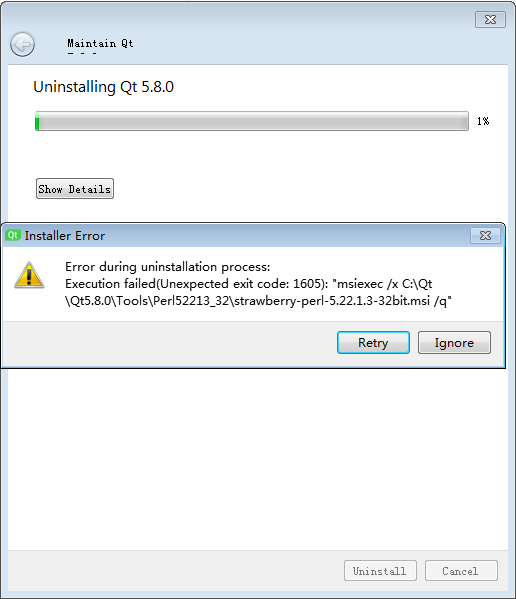 Maintain Qt
Uninstalling Qt 5.8.0
1%
Show Details
Qt Installer Error
Error during uninstallation process:
Execution failed(Unexpected exit code: 1605): "msiexec /x C:\Qt
\Qt5.8.0\Tools\Perl52213_32\strawberry-perl-5.22.1.3-32bit.msi /q"
Retry Ignore
Uninstall Cancel